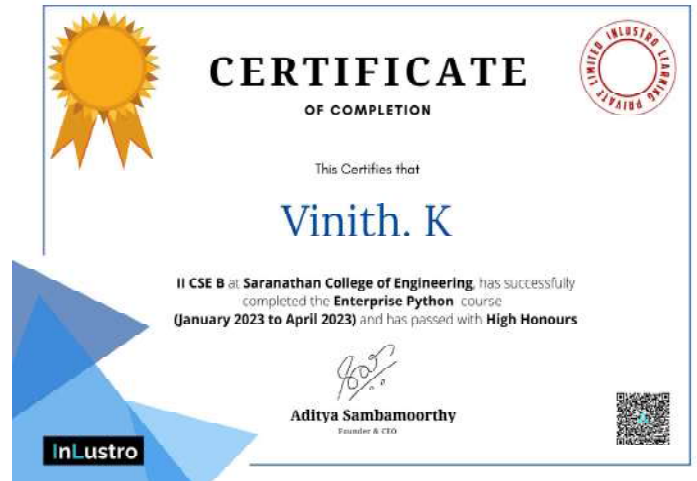 CERTIFICATE
OF COMPLETION
INLUSTRO LEARNING PRIVATE LIMITED
This Certifies that
Vinith. K
II CSE B at Saranathan College of Engineering, has successfully
completed the Enterprise Python course
(January 2023 to April 2023) and has passed with High Honours
Aditya Sambamoorthy
Founder & CEO
InLustro